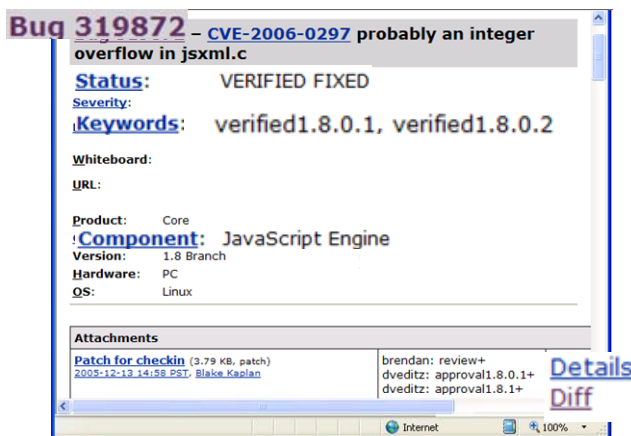 Bug 319872 – CVE-2006-0297 probably an integer
overflow in jsxml.c
Status: VERIFIED FIXED
Severity:
Keywords: verified1.8.0.1, verified1.8.0.2
Whiteboard:
URL:
Product: Core
Component: JavaScript Engine
Version: 1.8 Branch
Hardware: PC
OS: Linux
Attachments
Patch for checkin (3.79 KB, patch)
2005-12-13 14:58 PST, Blake Kaplan
brendan: review+
dveditz: approval1.8.0.1+
dveditz: approval1.8.1+
Details
Diff
Internet 100%